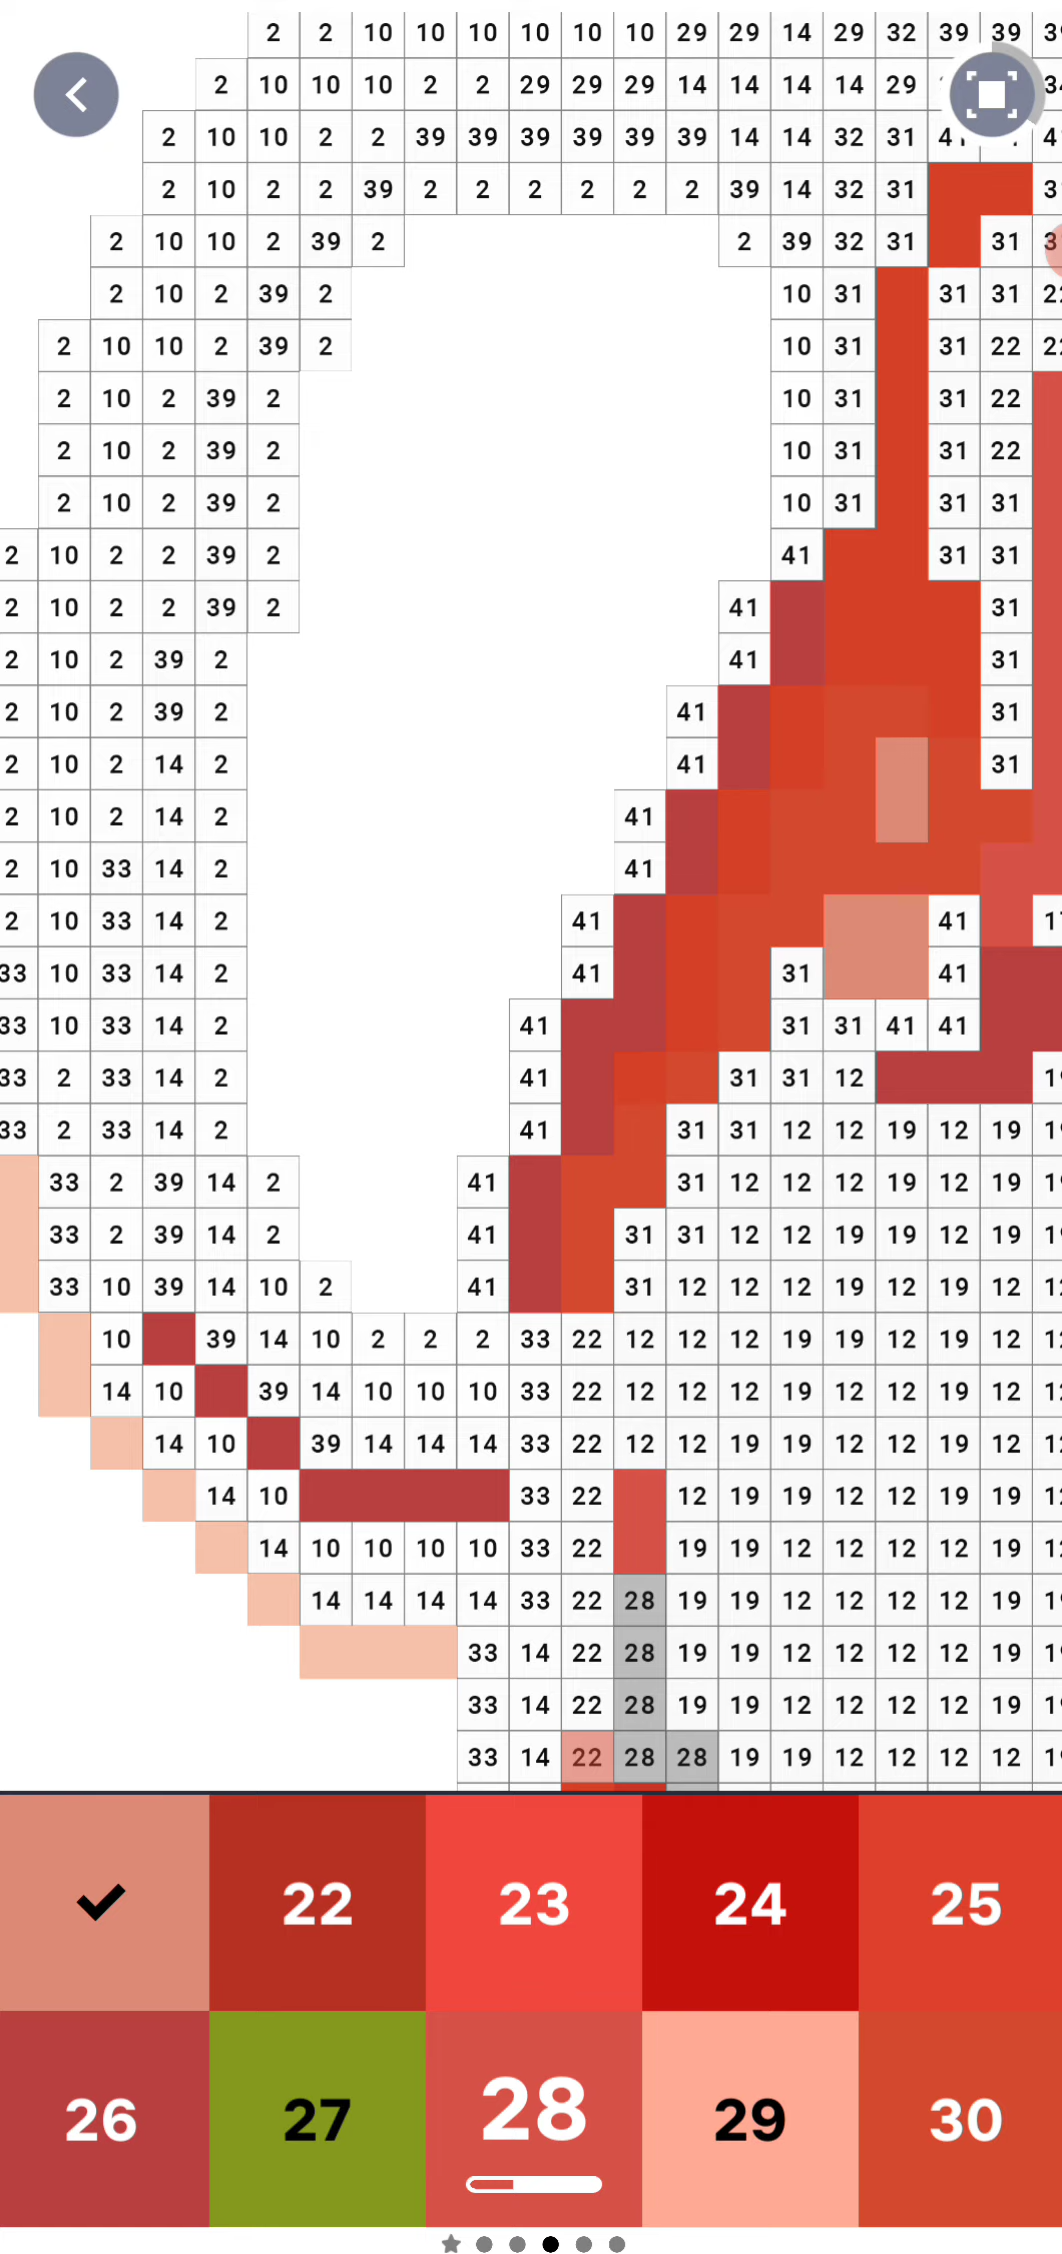 2 2 10 10 10 10 10 10 29 29 14 29 32 39 39
2 10 10 10 2 2 29 29 29 14 14 14 14 29
2 10 10 2 2 39 39 39 39 39 39 14 14 32 31 41
2 10 2 2 39 2 2 2 2 2 2 39 14 32 31
2 10 10 2 39 2 2 39 32 31 31
2 10 2 39 2 10 31 31 31
2 10 10 2 39 2 10 31 31 22
2 10 2 39 2 10 31 31 22
2 10 2 39 2 10 31 31 22
2 10 2 39 2 10 31 31 31
2 10 2 2 39 2 41 31 31
2 10 2 2 39 2 41 31
2 10 2 39 2 41 31
2 10 2 39 2 41 31
2 10 2 14 2 41 31
2 10 2 14 2 41
2 10 33 14 2 41
2 10 33 14 2 41 41
33 10 33 14 2 41 31 41
33 10 33 14 2 41 31 31 41 41
33 2 33 14 2 41 31 31 12
33 2 33 14 2 41 31 31 12 12 19 12 19
33 2 39 14 2 41 31 12 12 12 19 12 19
33 2 39 14 2 41 31 31 12 12 19 19 12 19
33 10 39 14 10 2 41 31 12 12 12 19 12 19 12
10 39 14 10 2 2 2 33 22 12 12 12 19 19 12 19 12
14 10 39 14 10 10 10 33 22 12 12 12 19 12 12 19 12
14 10 39 14 14 14 33 22 12 12 19 19 12 12 19 12
14 10 33 22 12 19 19 12 12 19 19
14 10 10 10 10 33 22 19 19 12 12 12 12 19
14 14 14 14 33 22 28 19 19 12 12 12 12 19
33 14 22 28 19 19 12 12 12 12 19
33 14 22 28 19 19 12 12 12 12 19
33 14 22 28 28 19 19 12 12 12 12
22 23 24 25
26 27 28 29 30